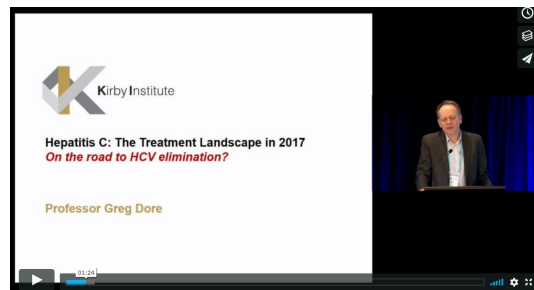 Kirby Institute
Hepatitis C: The Treatment Landscape in 2017
On the road to HCV elimination?
Professor Greg Dore
01:24